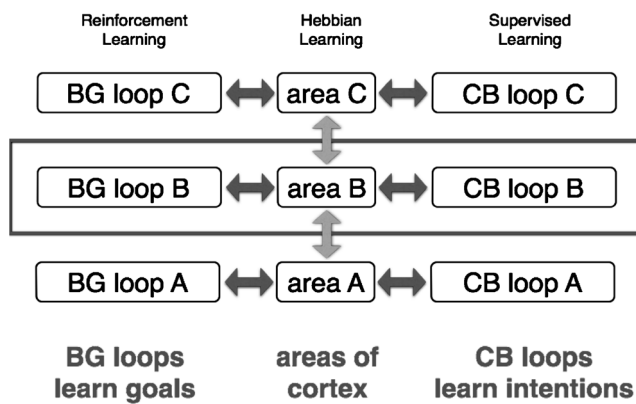 Reinforcement
Learning
Hebbian
Learning
Supervised
Learning
BG loop C
area C
CB loop C
BG loop B
area B
CB loop B
BG loop A
area A
CB loop A
BG loops
learn goals
areas of
cortex
CB loops
learn intentions